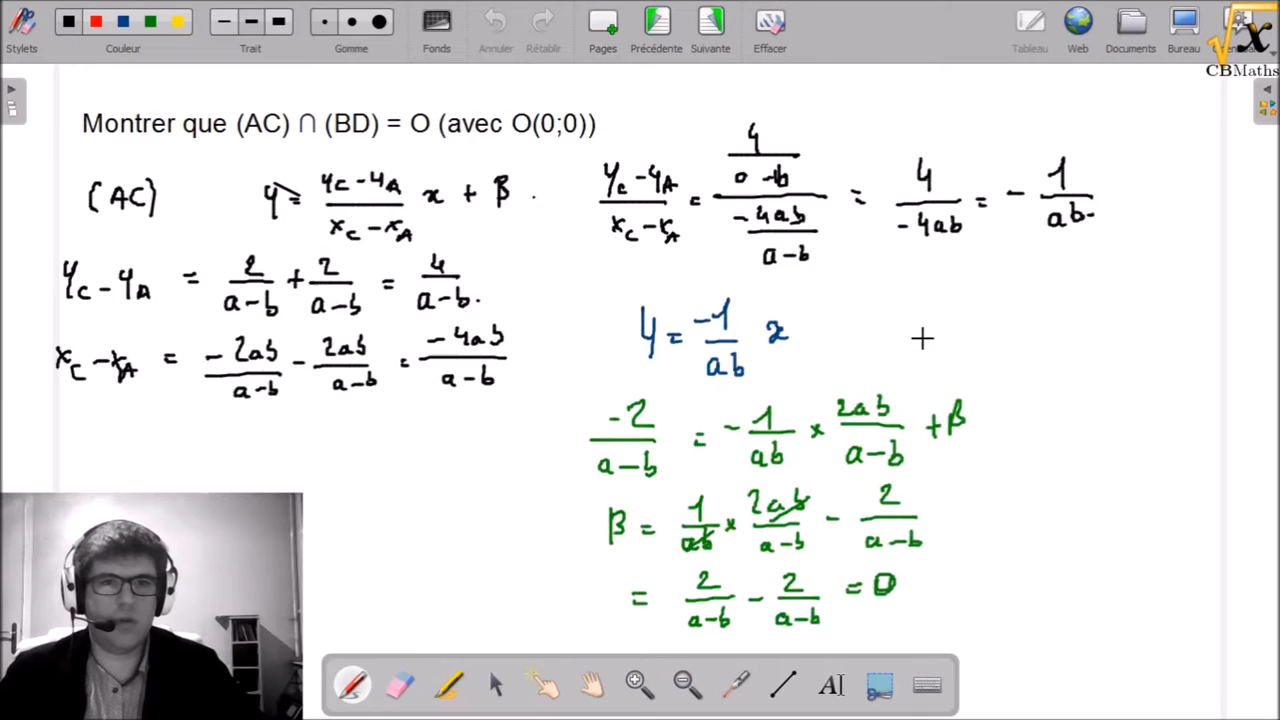 Stylets Couleur Trait Gomme Fonds Annuler Rétablir Pages Précédente Suivante Effacer Tableau Web Documents Bureau
√x
CBMaths
Montrer que (AC) ∩ (BD) = O (avec O(0;0))
(AC) y = (yC - yA)/(xC - xA) x + β .
yC - yA = 2/(a-b) + 2/(a-b) = 4/(a-b).
xC - xA = -2ab/(a-b) - 2ab/(a-b) = -4ab/(a-b)
(yC - yA)/(xC - xA) = (4/(a-b))/(-4ab/(a-b)) = 4/(-4ab) = -1/(ab).
y = -1/(ab) x
-2/(a-b) = -1/(ab) × 2ab/(a-b) + β
β = 1/(ab) × 2ab/(a-b) - 2/(a-b)
= 2/(a-b) - 2/(a-b) = 0